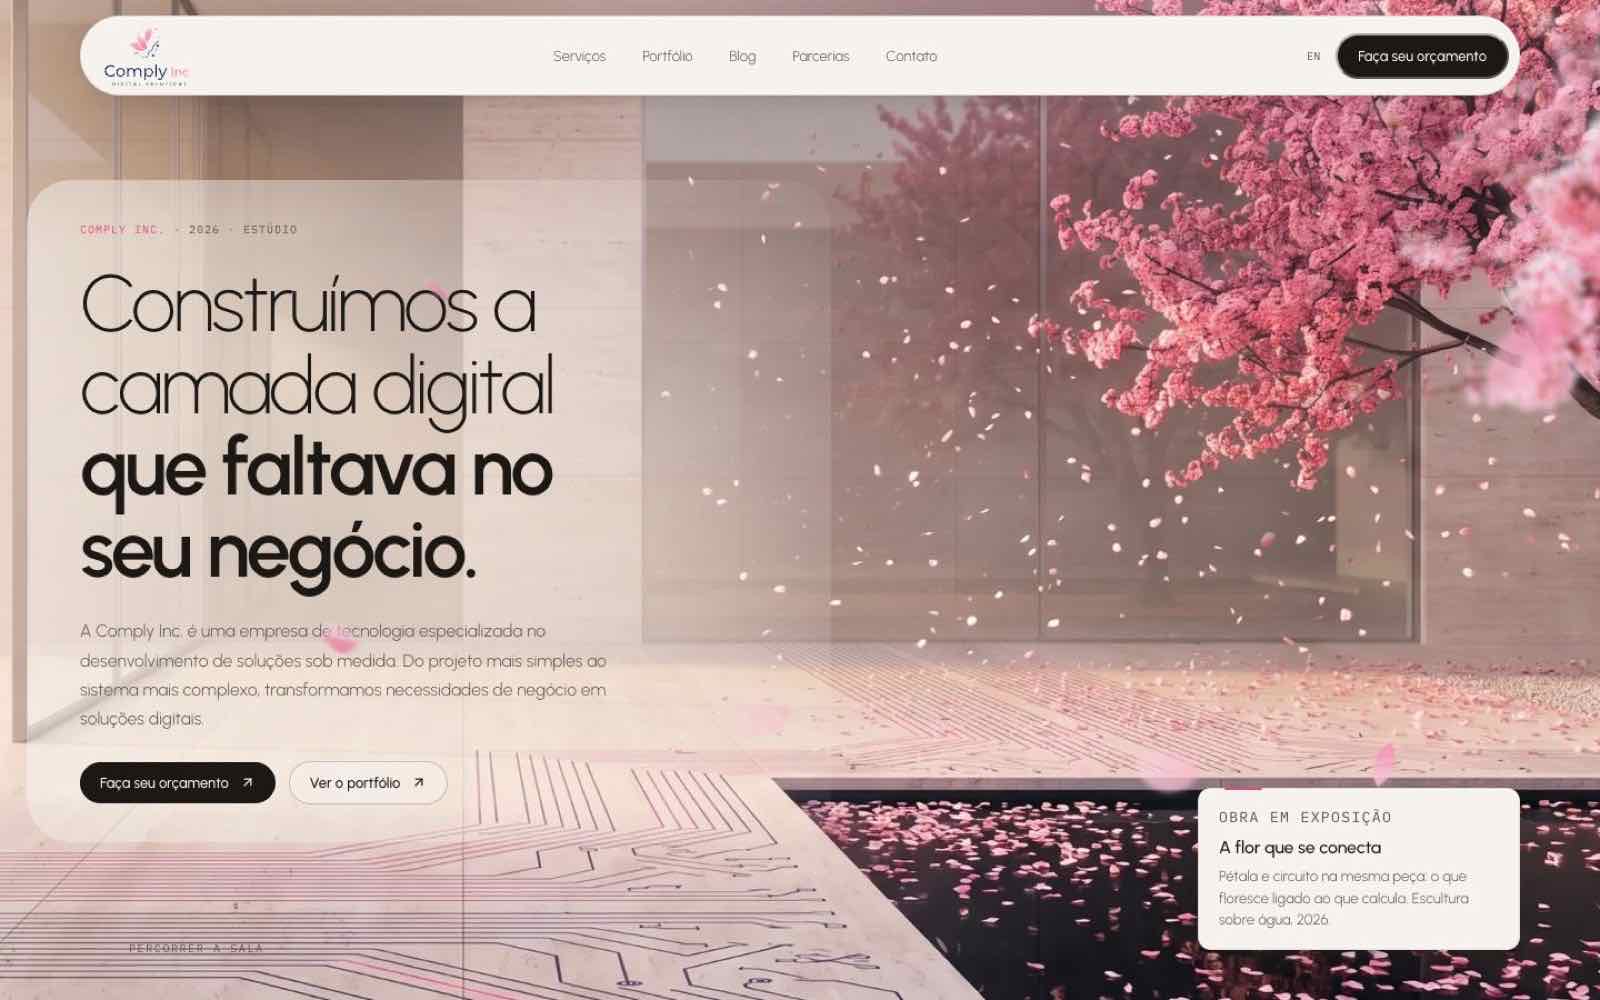 Comply Inc
DIGITAL SERVICES
Serviços
Portfólio
Blog
Parcerias
Contato
EN
Faça seu orçamento
COMPLY INC. · 2026 · ESTÚDIO
Construímos a
camada digital
que faltava no
seu negócio.
A Comply Inc. é uma empresa de tecnologia especializada no
desenvolvimento de soluções sob medida. Do projeto mais simples ao
sistema mais complexo, transformamos necessidades de negócio em
soluções digitais.
Faça seu orçamento
Ver o portfólio
OBRA EM EXPOSIÇÃO
A flor que se conecta
Pétala e circuito na mesma peça: o que
floresce ligado ao que calcula. Escultura
sobre água, 2026.
PERCORRER A SALA